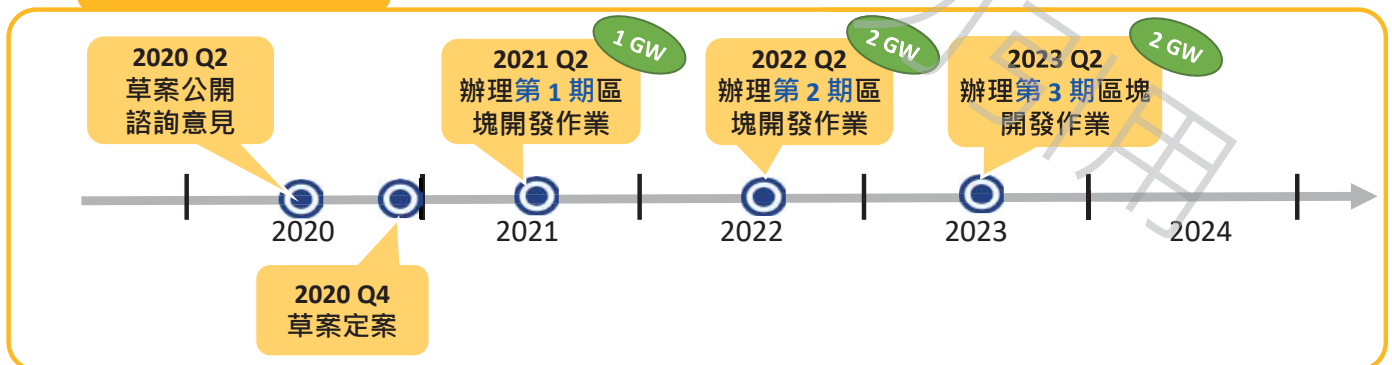 2020 Q2
草案公開
諮詢意見
2021 Q2
辦理第 1 期區
塊開發作業
1 GW
2022 Q2
辦理第 2 期區
塊開發作業
2 GW
2023 Q2
辦理第 3 期區塊
開發作業
2 GW
2020
2021
2022
2023
2024
2020 Q4
草案定案
引用